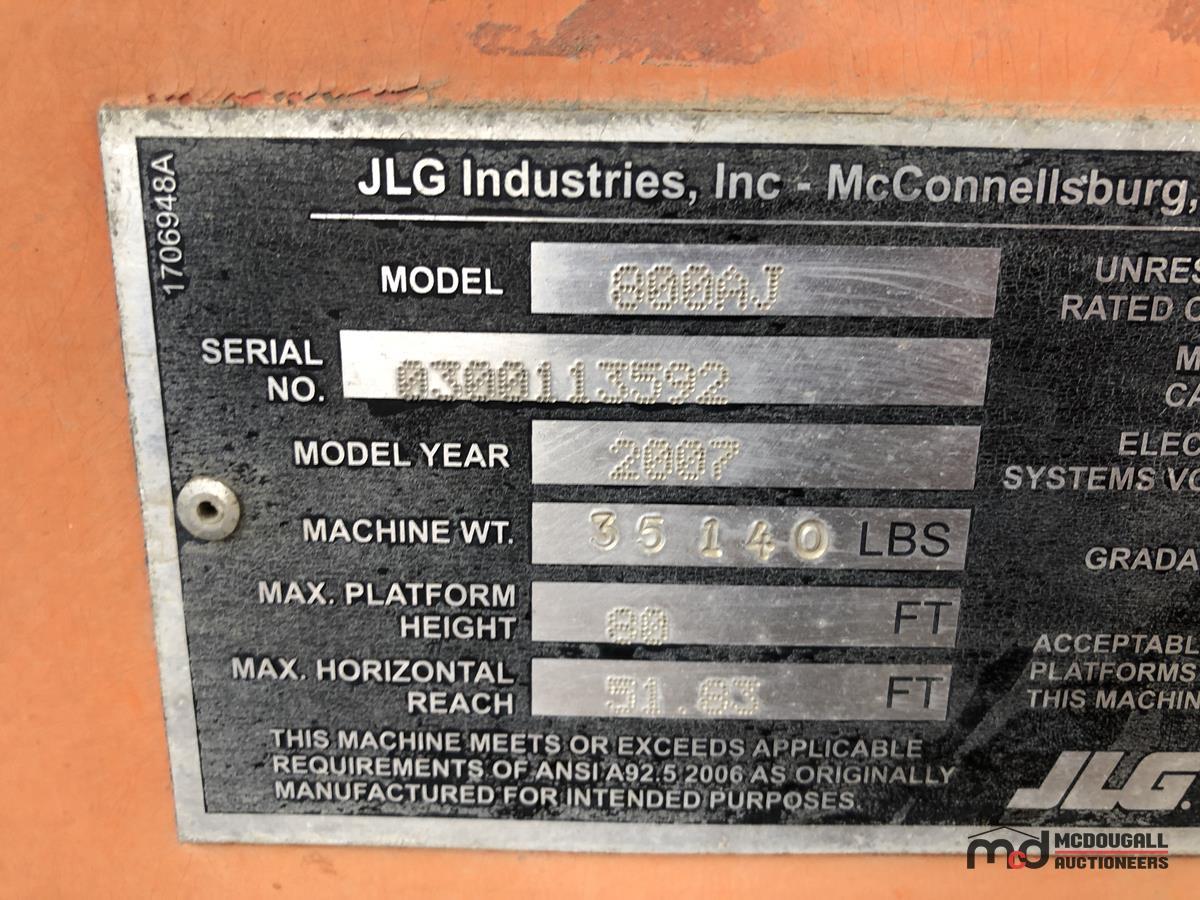 1706948A
JLG Industries, Inc - McConnellsburg,
MODEL 800AJ
SERIAL
NO. 0300113592
MODEL YEAR 2007
MACHINE WT. 35140 LBS
MAX. PLATFORM
HEIGHT 80 FT
MAX. HORIZONTAL
REACH 51.83 FT
THIS MACHINE MEETS OR EXCEEDS APPLICABLE
REQUIREMENTS OF ANSI A92.5 2006 AS ORIGINALLY
MANUFACTURED FOR INTENDED PURPOSES.
UNRES
RATED C
M
CA
ELEC
SYSTEMS VO
GRADA
ACCEPTABL
PLATFORMS
THIS MACHIN
JLG.
mcd MCDOUGALL
AUCTIONEERS